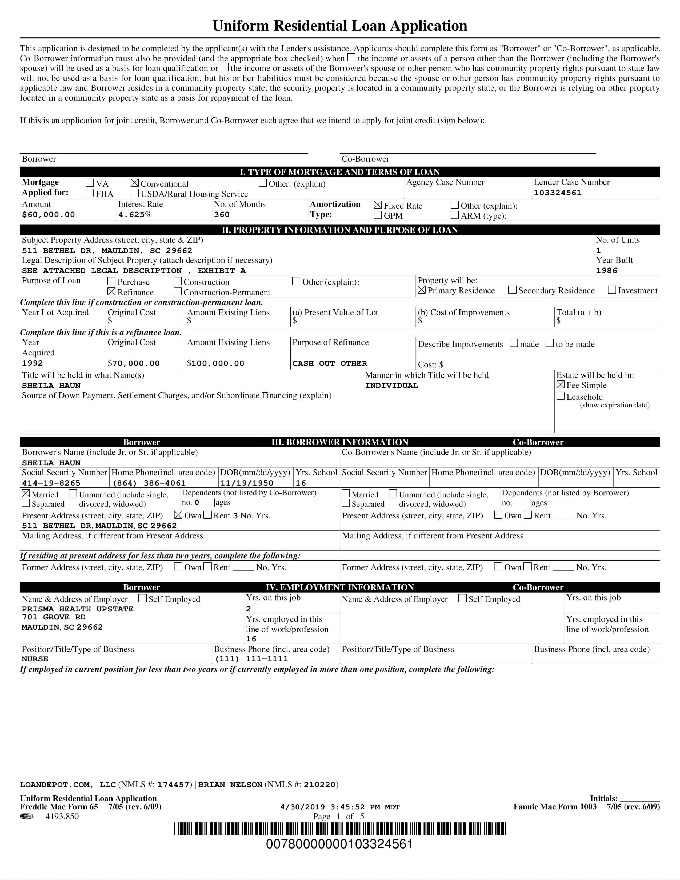 Uniform Residential Loan Application
This application is designed to be completed by the applicant(s) with the Lender's assistance. Applicants should complete this form as "Borrower" or "Co-Borrower", as applicable.
Co-Borrower information must also be provided (and the appropriate box checked) when the income or assets of a person other than the Borrower (including the Borrower's
spouse) will be used as a basis for loan qualification or the income or assets of the Borrower's spouse or other person who has community property rights pursuant to state law
will not be used as a basis for loan qualification, but his or her liabilities must be considered because the spouse or other person has community property rights pursuant to
applicable law and Borrower resides in a community property state, the security property is located in a community property state, or the Borrower is relying on other property
located in a community property state as a basis for repayment of the loan.
If this is an application for joint credit, Borrower and Co-Borrower each agree that we intend to apply for joint credit (sign below):
Borrower Co-Borrower
I. TYPE OF MORTGAGE AND TERMS OF LOAN
Mortgage VA Conventional Other (explain) Agency Case Number Lender Case Number
Applied for: FHA USDA/Rural Housing Service 103324561
Amount Interest Rate No. of Months Amortization Fixed Rate Other (explain):
$60,000.00 4.625% 360 Type: GPM ARM (type):
II. PROPERTY INFORMATION AND PURPOSE OF LOAN
Subject Property Address (street, city, state & ZIP) No. of Units
511 BETHEL DR, MAULDIN, SC 29662 1
Legal Description of Subject Property (attach description if necessary) Year Built
SEE ATTACHED LEGAL DESCRIPTION , EXHIBIT A 1986
Purpose of Loan Purchase Construction Other (explain): Property will be:
Refinance Construction-Permanent Primary Residence Secondary Residence Investment
Complete this line if construction or construction-permanent loan.
Year Lot Acquired Original Cost Amount Existing Liens (a) Present Value of Lot (b) Cost of Improvements Total (a + b)
$ $ $ $ $
Complete this line if this is a refinance loan.
Year Original Cost Amount Existing Liens Purpose of Refinance Describe Improvements made to be made
Acquired
1992 $70,000.00 $100,000.00 CASH OUT OTHER Cost: $
Title will be held in what Name(s) Manner in which Title will be held Estate will be held in:
SHEILA HAUN INDIVIDUAL Fee Simple
Source of Down Payment, Settlement Charges, and/or Subordinate Financing (explain) Leasehold
(show expiration date)
Borrower III. BORROWER INFORMATION Co-Borrower
Borrower's Name (include Jr. or Sr. if applicable) Co-Borrower's Name (include Jr. or Sr. if applicable)
SHEILA HAUN
Social Security Number Home Phone(incl. area code) DOB(mm/dd/yyyy) Yrs. School Social Security Number Home Phone(incl. area code) DOB(mm/dd/yyyy) Yrs. School
414-19-8265 (864) 386-4061 11/19/1950 16
Married Unmarried (include single, Dependents (not listed by Co-Borrower) Married Unmarried (include single, Dependents (not listed by Borrower)
Separated divorced, widowed) no. 0 ages Separated divorced, widowed) no. ages
Present Address (street, city, state, ZIP) Own Rent 3 No. Yrs. Present Address (street, city, state, ZIP) Own Rent No. Yrs.
511 BETHEL DR, MAULDIN, SC 29662
Mailing Address, if different from Present Address Mailing Address, if different from Present Address
If residing at present address for less than two years, complete the following:
Former Address (street, city, state, ZIP) Own Rent No. Yrs. Former Address (street, city, state, ZIP) Own Rent No. Yrs.
Borrower IV. EMPLOYMENT INFORMATION Co-Borrower
Name & Address of Employer Self Employed Yrs. on this job Name & Address of Employer Self Employed Yrs. on this job
PRISMA HEALTH UPSTATE 2
701 GROVE RD Yrs. employed in this Yrs. employed in this
MAULDIN, SC 29662 line of work/profession line of work/profession
16
Position/Title/Type of Business Business Phone (incl. area code) Position/Title/Type of Business Business Phone (incl. area code)
NURSE (111) 111-1111
If employed in current position for less than two years or if currently employed in more than one position, complete the following:
LOANDEPOT.COM, LLC (NMLS #: 174457) BRIAN NELSON (NMLS #: 210220)
Uniform Residential Loan Application Initials:
Freddie Mac Form 65 7/05 (rev. 6/09) 4/30/2019 3:45:52 PM MDT Fannie Mae Form 1003 7/05 (rev. 6/09)
4193.850 Page 1 of 5
00780000000103324561